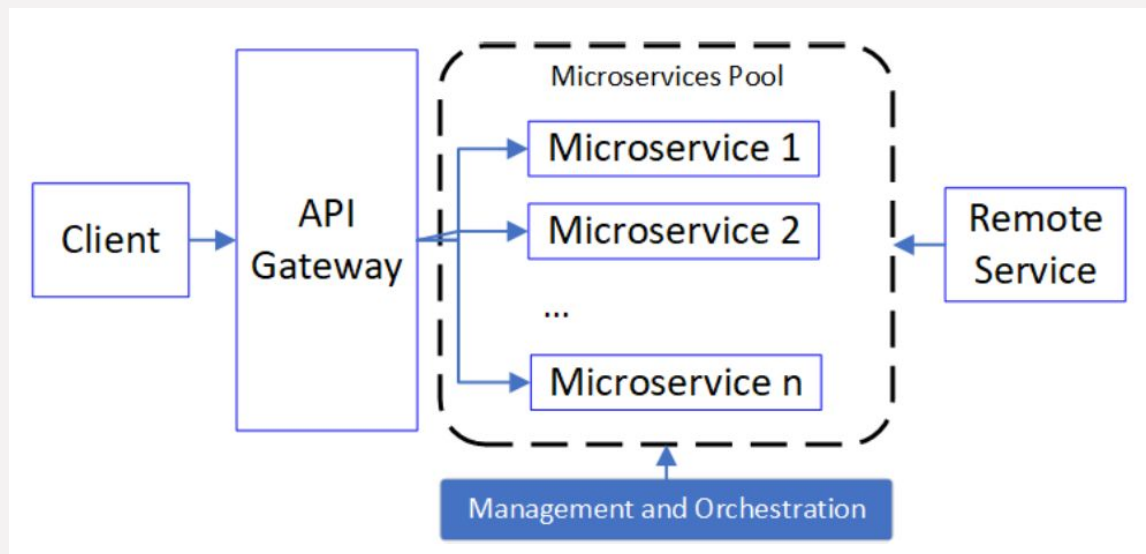 Client
API
Gateway
Microservices Pool
Microservice 1
Microservice 2
...
Microservice n
Remote
Service
Management and Orchestration